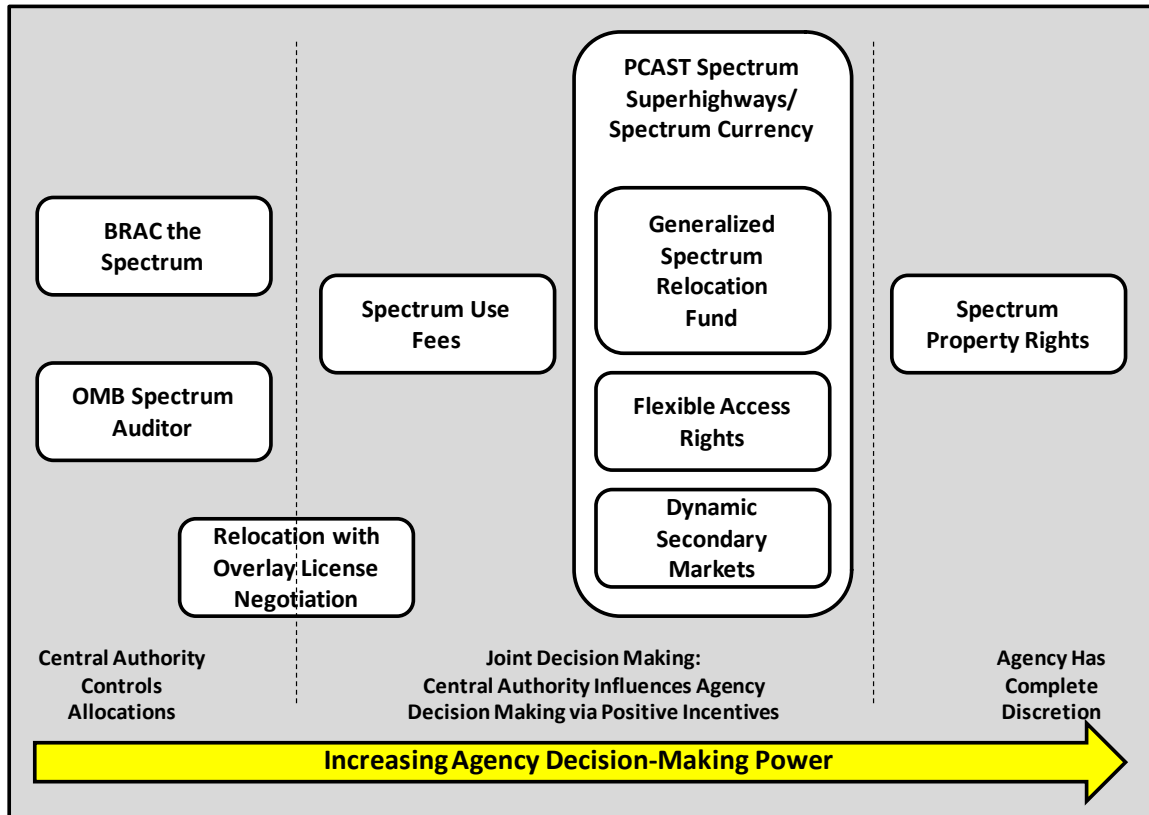 PCAST Spectrum
Superhighways/
Spectrum Currency
BRAC the
Spectrum
Generalized
Spectrum
Relocation
Fund
Spectrum Use
Fees
Spectrum
Property Rights
OMB Spectrum
Auditor
Flexible Access
Rights
Dynamic
Secondary
Markets
Relocation with
Overlay License
Negotiation
Central Authority
Controls
Allocations
Joint Decision Making:
Central Authority Influences Agency
Decision Making via Positive Incentives
Agency Has
Complete
Discretion
Increasing Agency Decision-Making Power